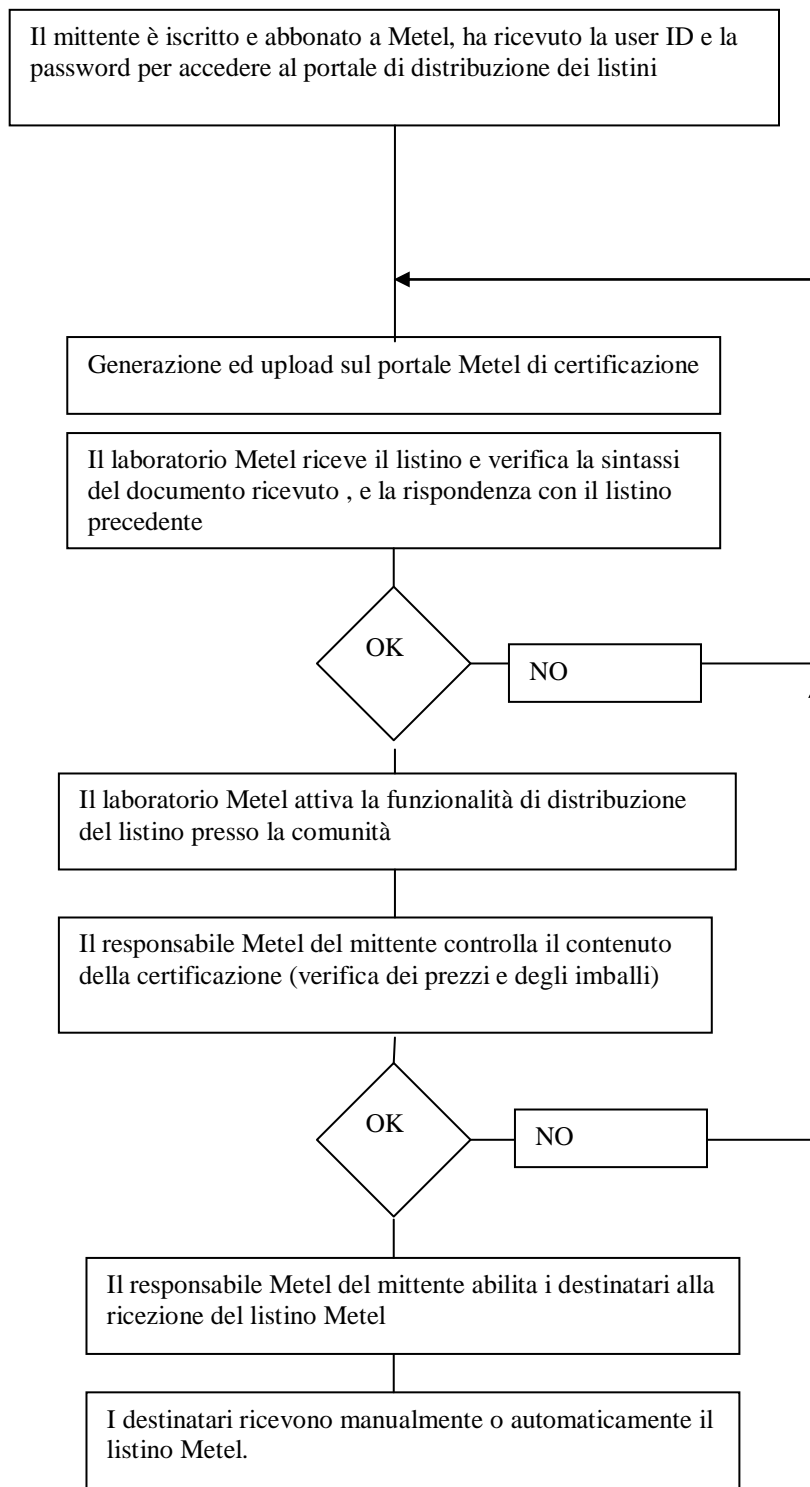 Il mittente è iscritto e abbonato a Metel, ha ricevuto la user ID e la
password per accedere al portale di distribuzione dei listini
Generazione ed upload sul portale Metel di certificazione
Il laboratorio Metel riceve il listino e verifica la sintassi
del documento ricevuto , e la rispondenza con il listino
precedente
OK
NO
Il laboratorio Metel attiva la funzionalità di distribuzione
del listino presso la comunità
Il responsabile Metel del mittente controlla il contenuto
della certificazione (verifica dei prezzi e degli imballi)
OK
NO
Il responsabile Metel del mittente abilita i destinatari alla
ricezione del listino Metel
I destinatari ricevono manualmente o automaticamente il
listino Metel.